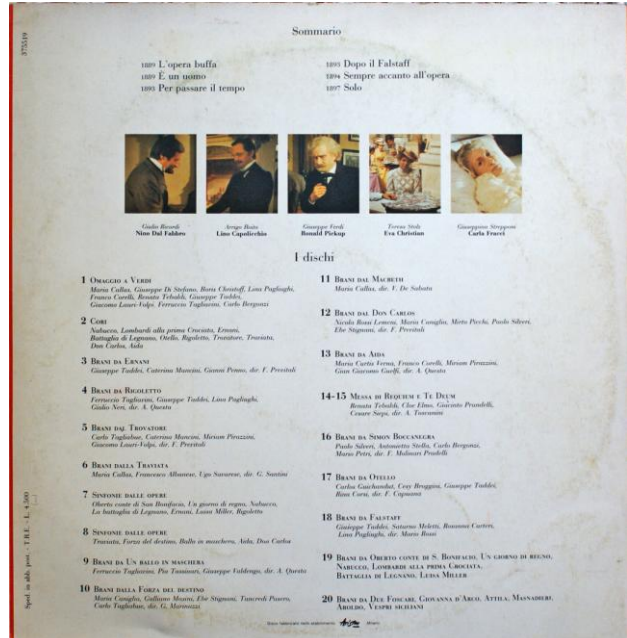 375519
Sommario
1889 L'opera buffa
1889 È un uomo
1893 Per passare il tempo
1893 Dopo il Falstaff
1894 Sempre accanto all'opera
1897 Solo
Giulio Ricordi
Nino Dal Fabbro
Arrigo Boito
Lino Capolicchio
Giuseppe Verdi
Ronald Pickup
Teresa Stolz
Eva Christian
Giuseppina Strepponi
Carla Fracci
I dischi
1 OMAGGIO A VERDI
Maria Callas, Giuseppe Di Stefano, Boris Christoff, Lina Pagliughi,
Franco Corelli, Renata Tebaldi, Giuseppe Taddei,
Giacomo Lauri-Volpi, Ferruccio Tagliavini, Carlo Bergonzi
2 CORI
Nabucco, Lombardi alla prima Crociata, Ernani,
Battaglia di Legnano, Otello, Rigoletto, Trovatore, Traviata,
Don Carlos, Aida
3 BRANI DA ERNANI
Giuseppe Taddei, Caterina Mancini, Gianni Penno, dir. F. Previtali
4 BRANI DA RIGOLETTO
Ferruccio Tagliavini, Giuseppe Taddei, Lina Pagliughi,
Giulio Neri, dir. A. Questa
5 BRANI DAL TROVATORE
Carlo Tagliabue, Caterina Mancini, Miriam Pirazzini,
Giacomo Lauri-Volpi, dir. F. Previtali
6 BRANI DALLA TRAVIATA
Maria Callas, Francesco Albanese, Ugo Savarese, dir. G. Santini
7 SINFONIE DALLE OPERE
Oberto conte di San Bonifacio, Un giorno di regno, Nabucco,
La battaglia di Legnano, Ernani, Luisa Miller, Rigoletto
8 SINFONIE DALLE OPERE
Traviata, Forza del destino, Ballo in maschera, Aida, Don Carlos
9 BRANI DA UN BALLO IN MASCHERA
Ferruccio Tagliavini, Pia Tassinari, Giuseppe Valdengo, dir. A. Questa
10 BRANI DALLA FORZA DEL DESTINO
Maria Caniglia, Galliano Masini, Ebe Stignani, Tancredi Pasero,
Carlo Tagliabue, dir. G. Marinuzzi
11 BRANI DAL MACBETH
Maria Callas, dir. V. De Sabata
12 BRANI DAL DON CARLOS
Nicola Rossi Lemeni, Maria Caniglia, Mirto Picchi, Paolo Silveri,
Ebe Stignani, dir. F. Previtali
13 BRANI DA AIDA
Maria Curtis Verna, Franco Corelli, Miriam Pirazzini,
Gian Giacomo Guelfi, dir. A. Questa
14-15 MESSA DI REQUIEM E TE DEUM
Renata Tebaldi, Cloe Elmo, Giacinto Prandelli,
Cesare Siepi, dir. A. Toscanini
16 BRANI DA SIMON BOCCANEGRA
Paolo Silveri, Antonietta Stella, Carlo Bergonzi,
Mario Petri, dir. F. Molinari Pradelli
17 BRANI DA OTELLO
Carlos Guichandut, Cesy Broggini, Giuseppe Taddei,
Rina Corsi, dir. F. Capuana
18 BRANI DA FALSTAFF
Giuseppe Taddei, Saturno Meletti, Rosanna Carteri,
Lina Pagliughi, dir. Mario Rossi
19 BRANI DA OBERTO CONTE DI S. BONIFACIO, UN GIORNO DI REGNO,
NABUCCO, LOMBARDI ALLA PRIMA CROCIATA,
BATTAGLIA DI LEGNANO, LUISA MILLER
20 BRANI DA DUE FOSCARI, GIOVANNA D'ARCO, ATTILA, MASNADIERI,
AROLDO, VESPRI SICILIANI
Sped. in abb. post. - T.R.E. - L. 4.500
Milano